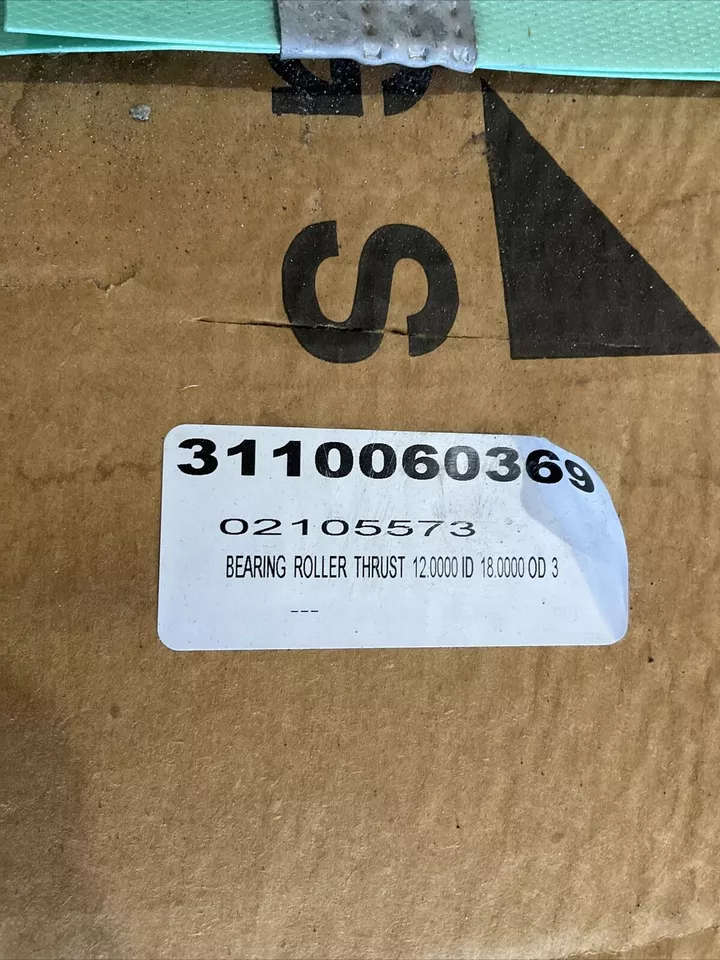 S
3110060369
02105573
BEARING ROLLER THRUST 12.0000 ID 18.0000 OD 3
---